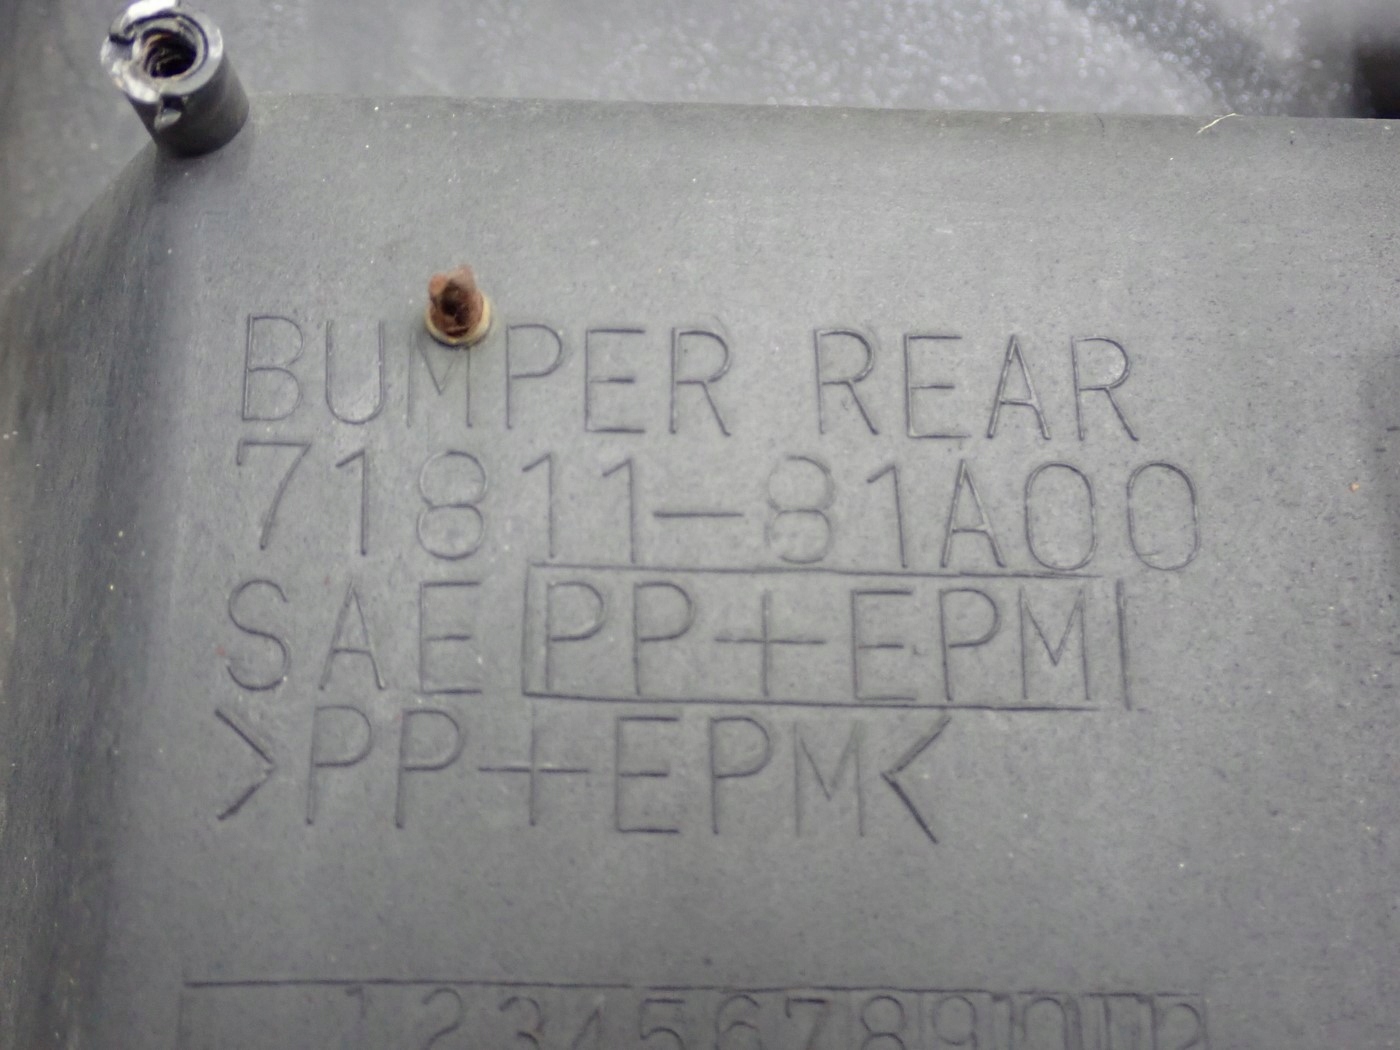 BUMPER REAR
71811-81A00
SAE PP+EPM
>PP+EPM<
1 2 3 4 5 6 7 8 9 10 11 12